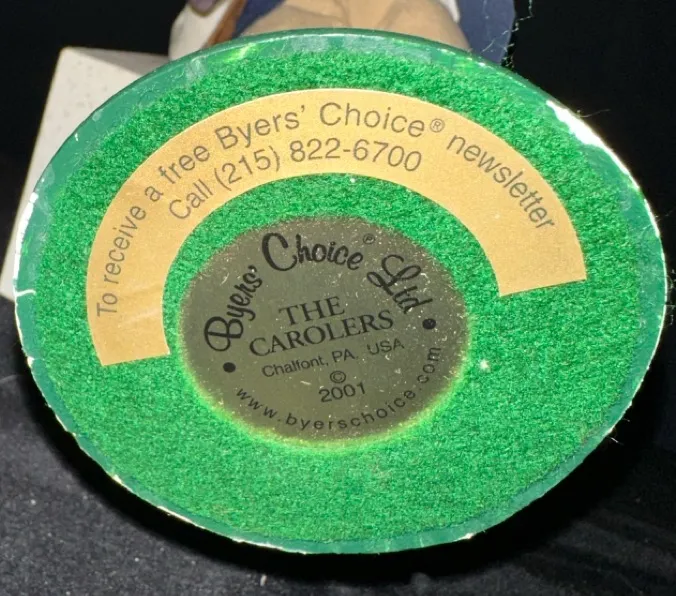 To receive a free Byers' Choice® newsletter
Call (215) 822-6700
Byers' Choice® Ltd
THE
CAROLERS
Chalfont, PA. USA
©
2001
• www.byerschoice.com •